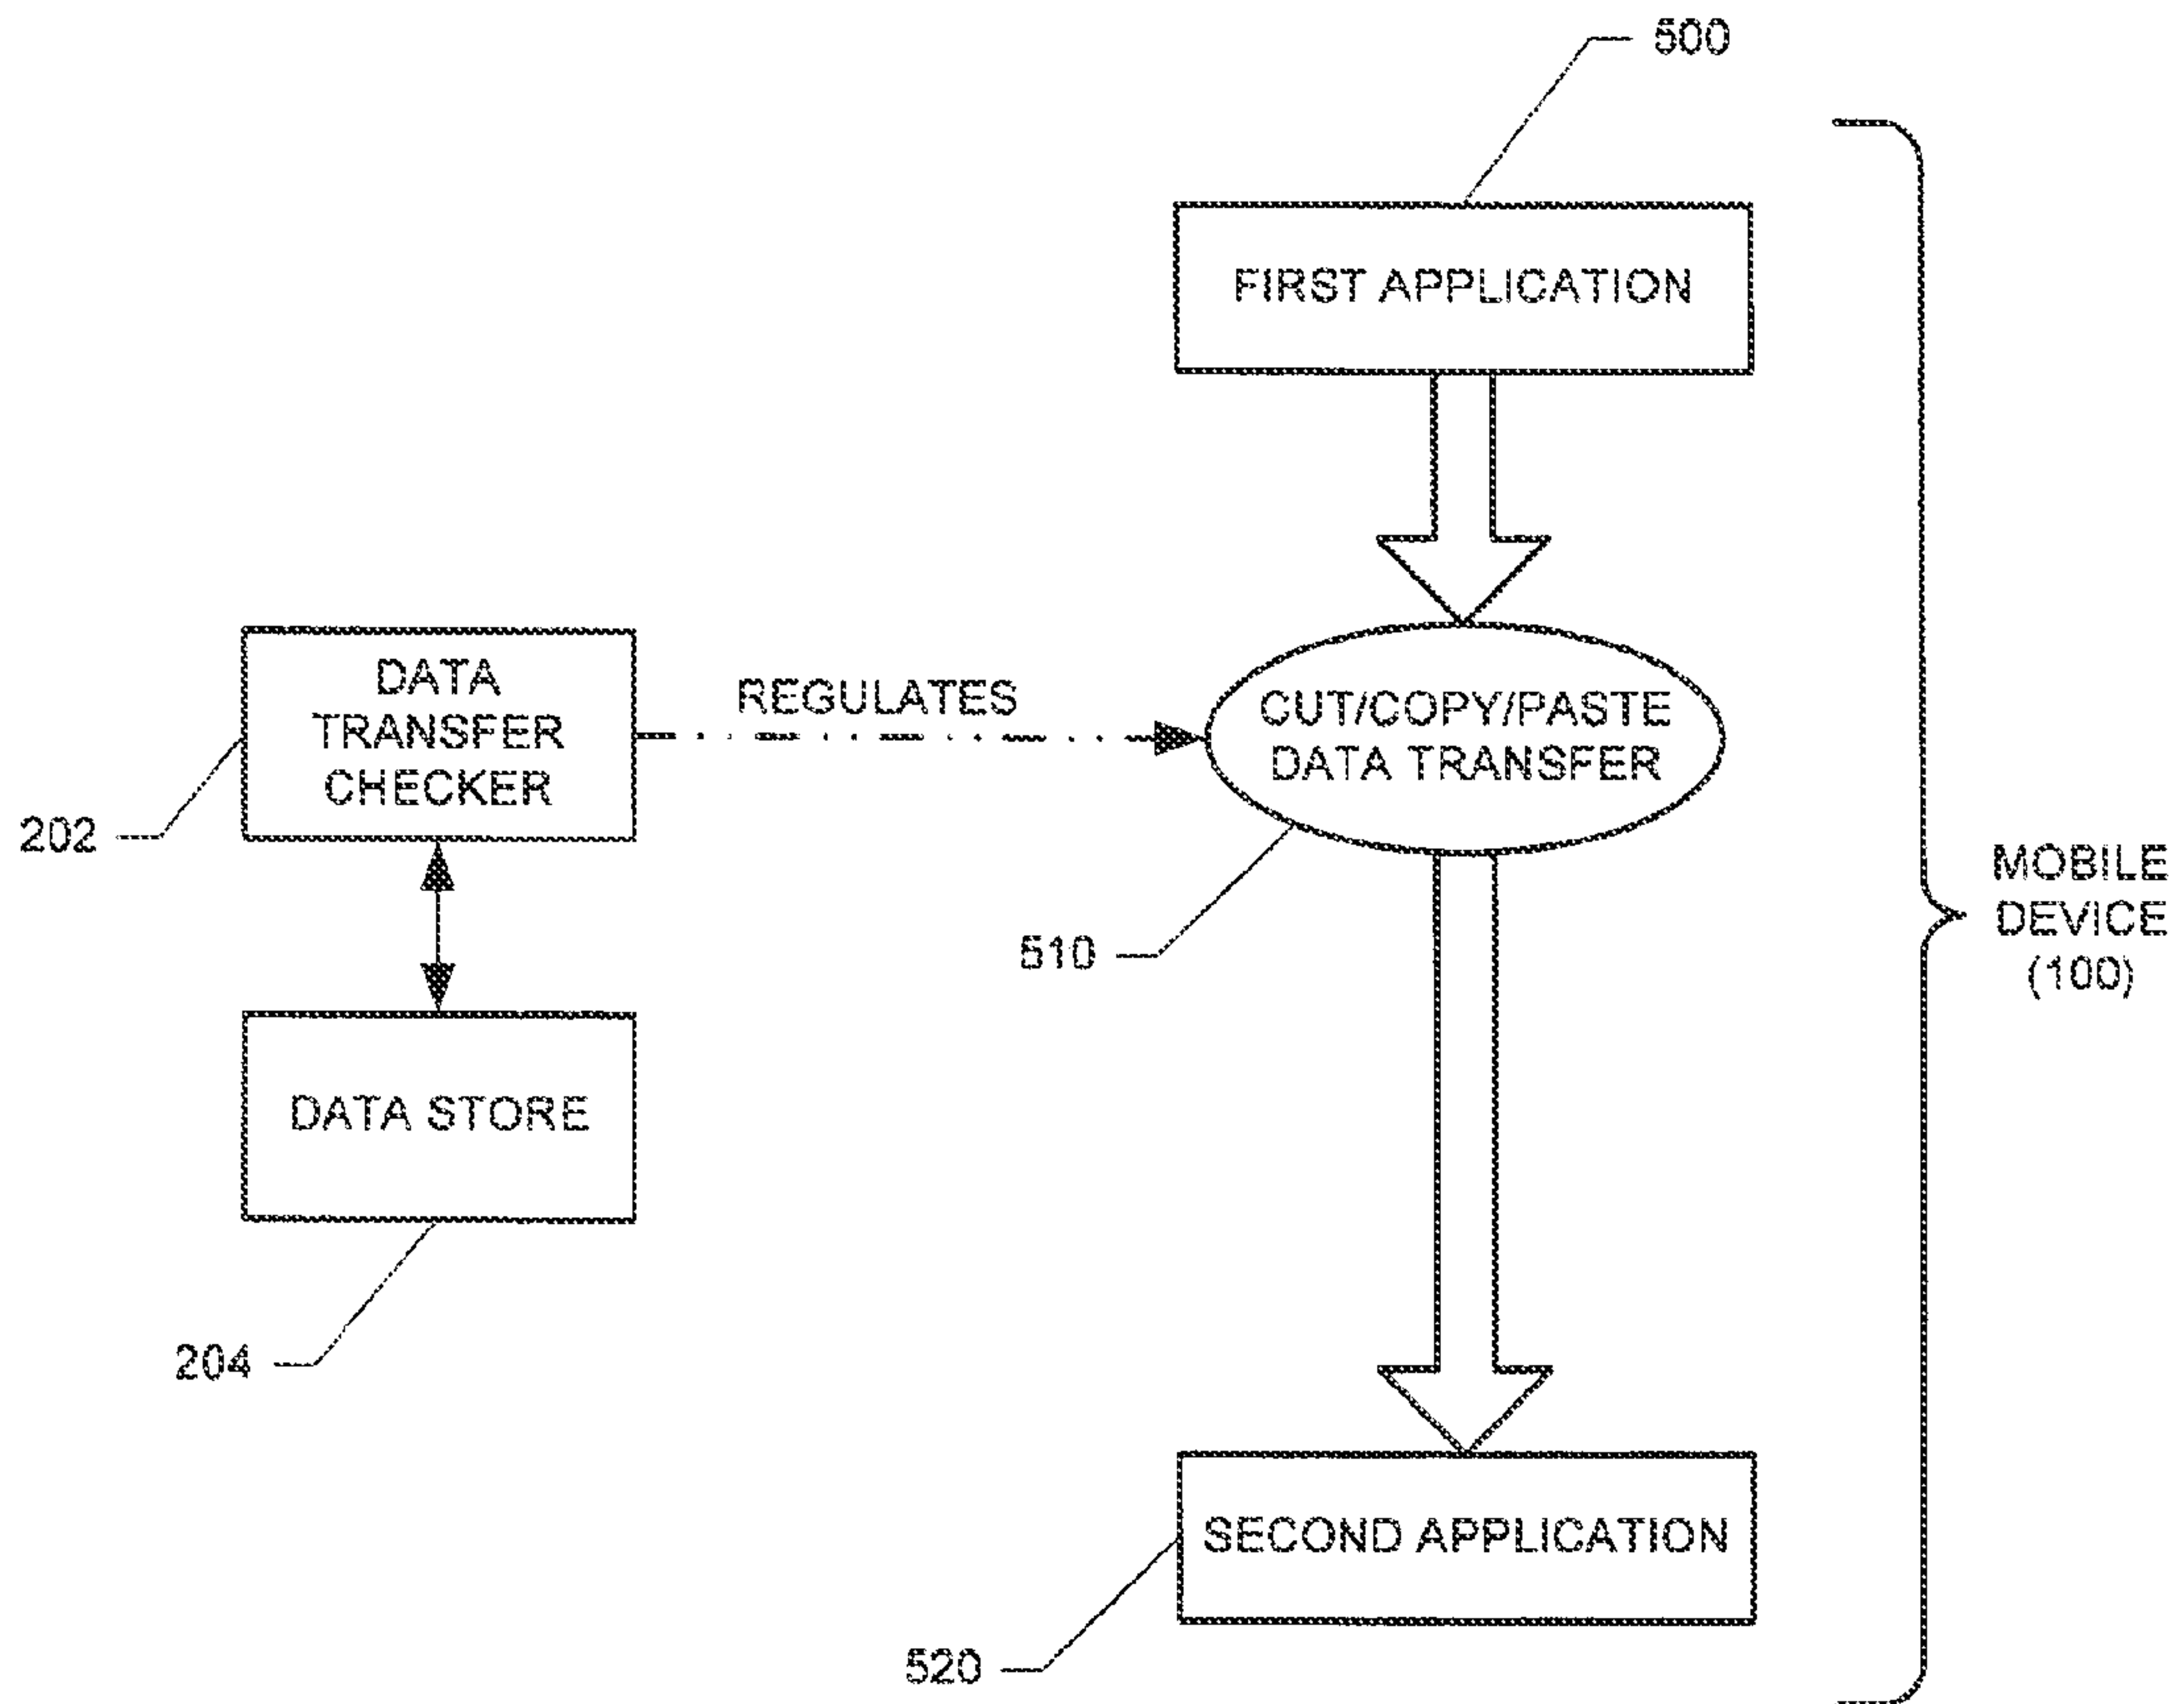 500
FIRST APPLICATION
DATA
TRANSFER
CHECKER
202
REGULATES
CUT/COPY/PASTE
DATA TRANSFER
510
MOBILE
DEVICE
(100)
DATA STORE
204
SECOND APPLICATION
520